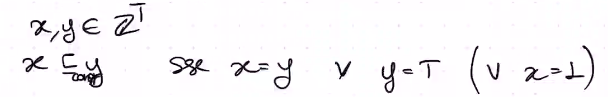 x, y ∈ ℤ^⊤
x ⊑ y sse x = y ∨ y = ⊤ (∨ x = ⊥)